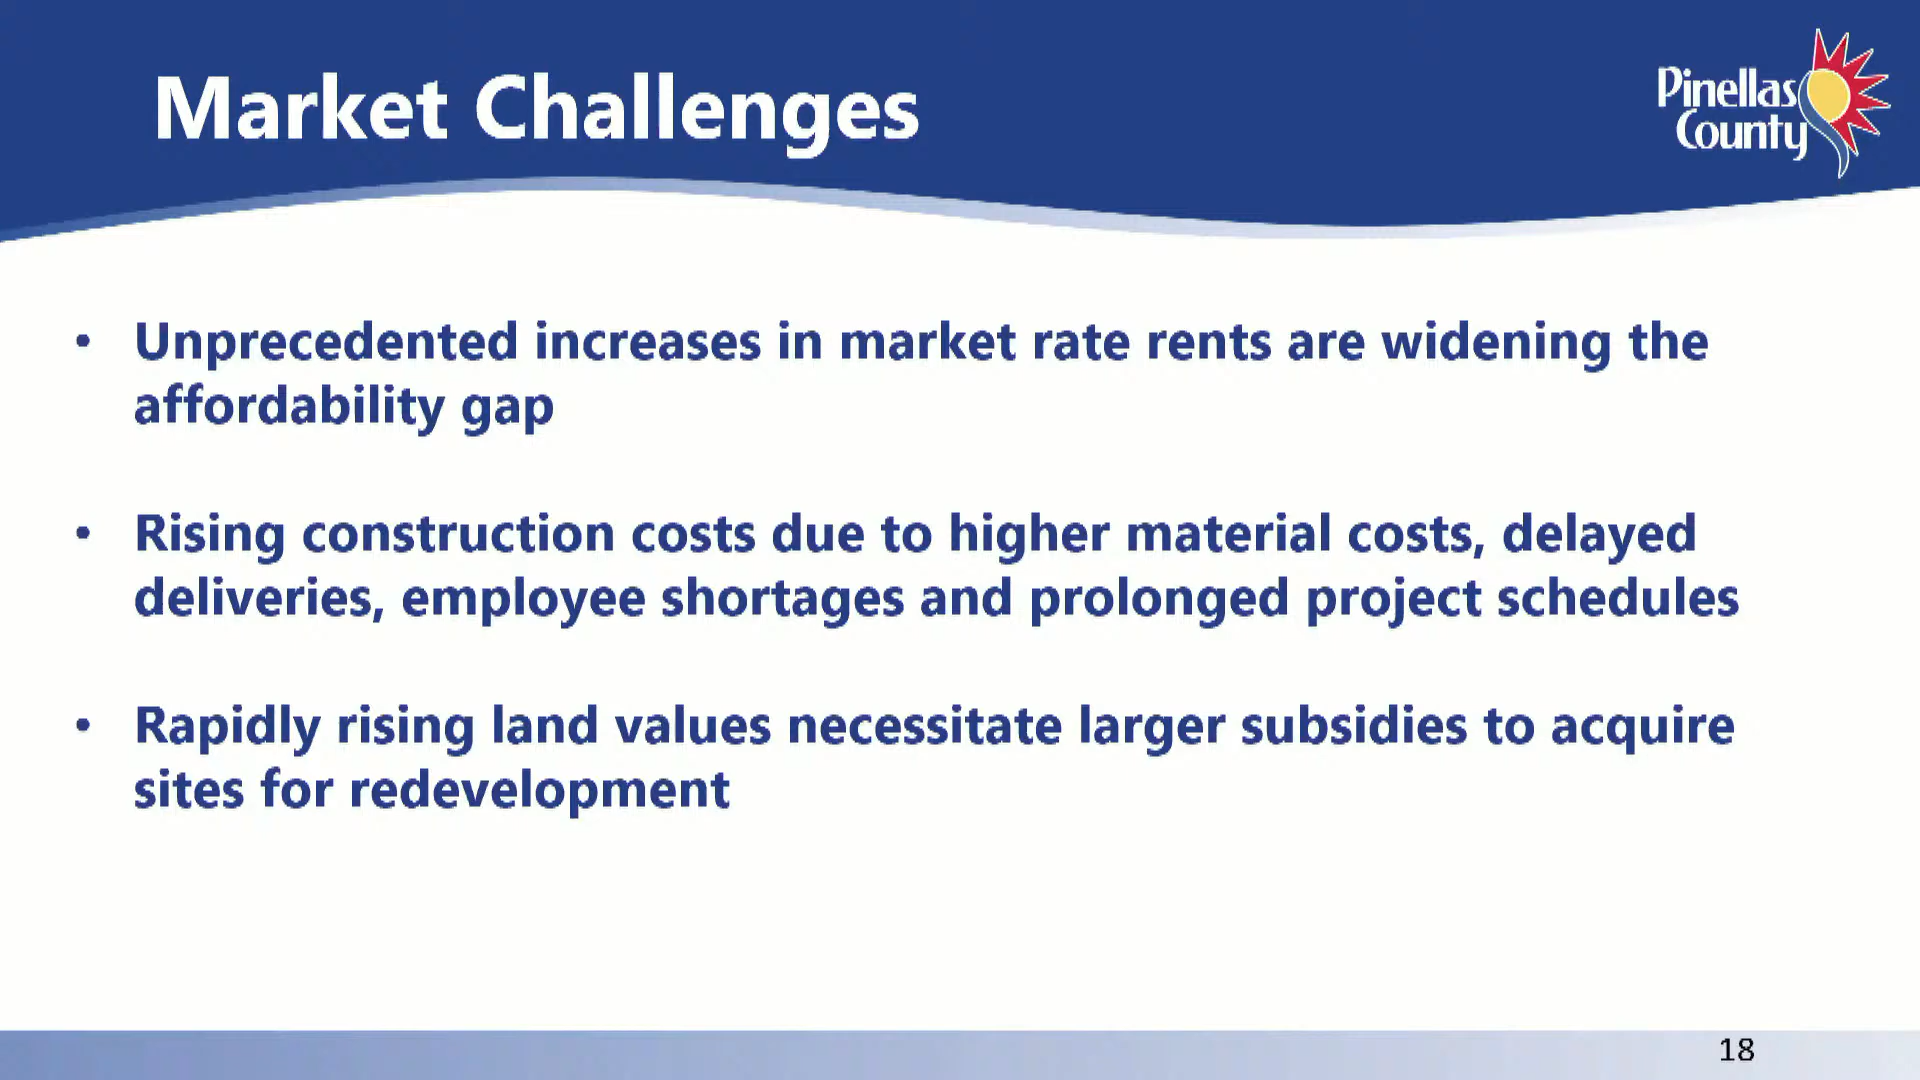 Market Challenges
Pinellas
County
• Unprecedented increases in market rate rents are widening the
affordability gap
• Rising construction costs due to higher material costs, delayed
deliveries, employee shortages and prolonged project schedules
• Rapidly rising land values necessitate larger subsidies to acquire
sites for redevelopment
18